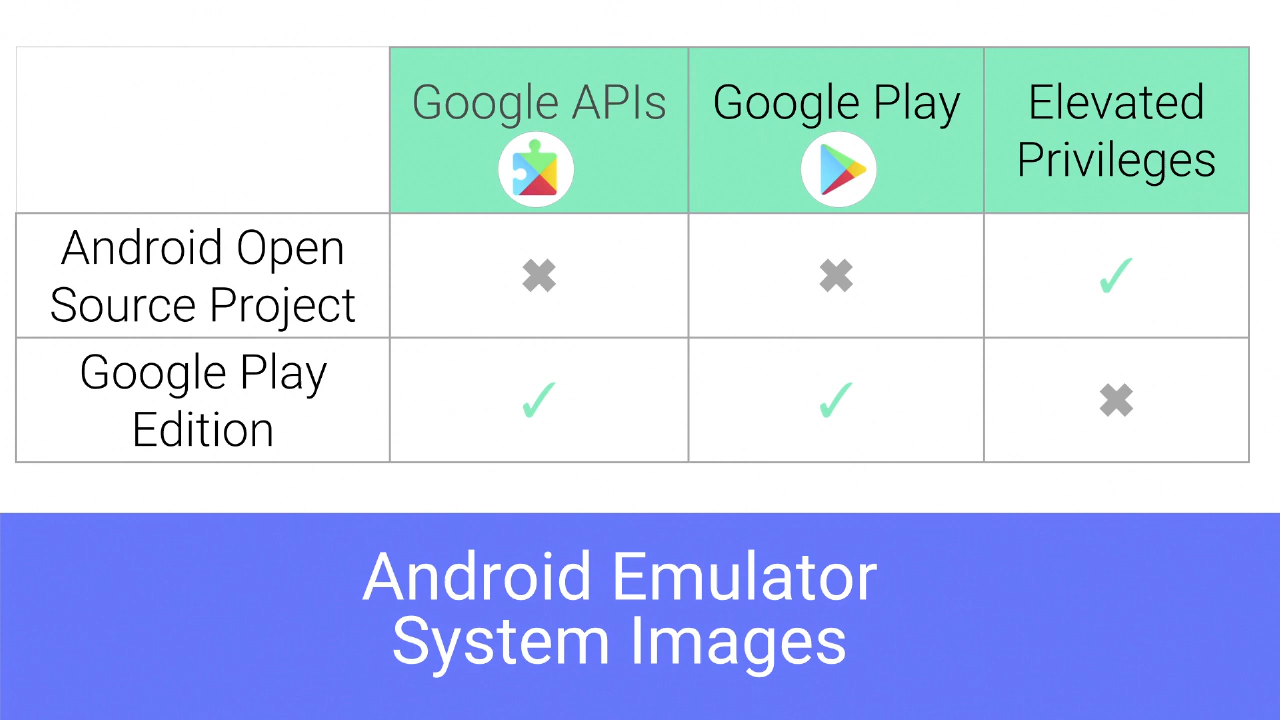 Google APIs
Google Play
Elevated
Privileges
Android Open
Source Project
✖ ✖ ✓
Google Play
Edition
✓ ✓ ✖
Android Emulator
System Images